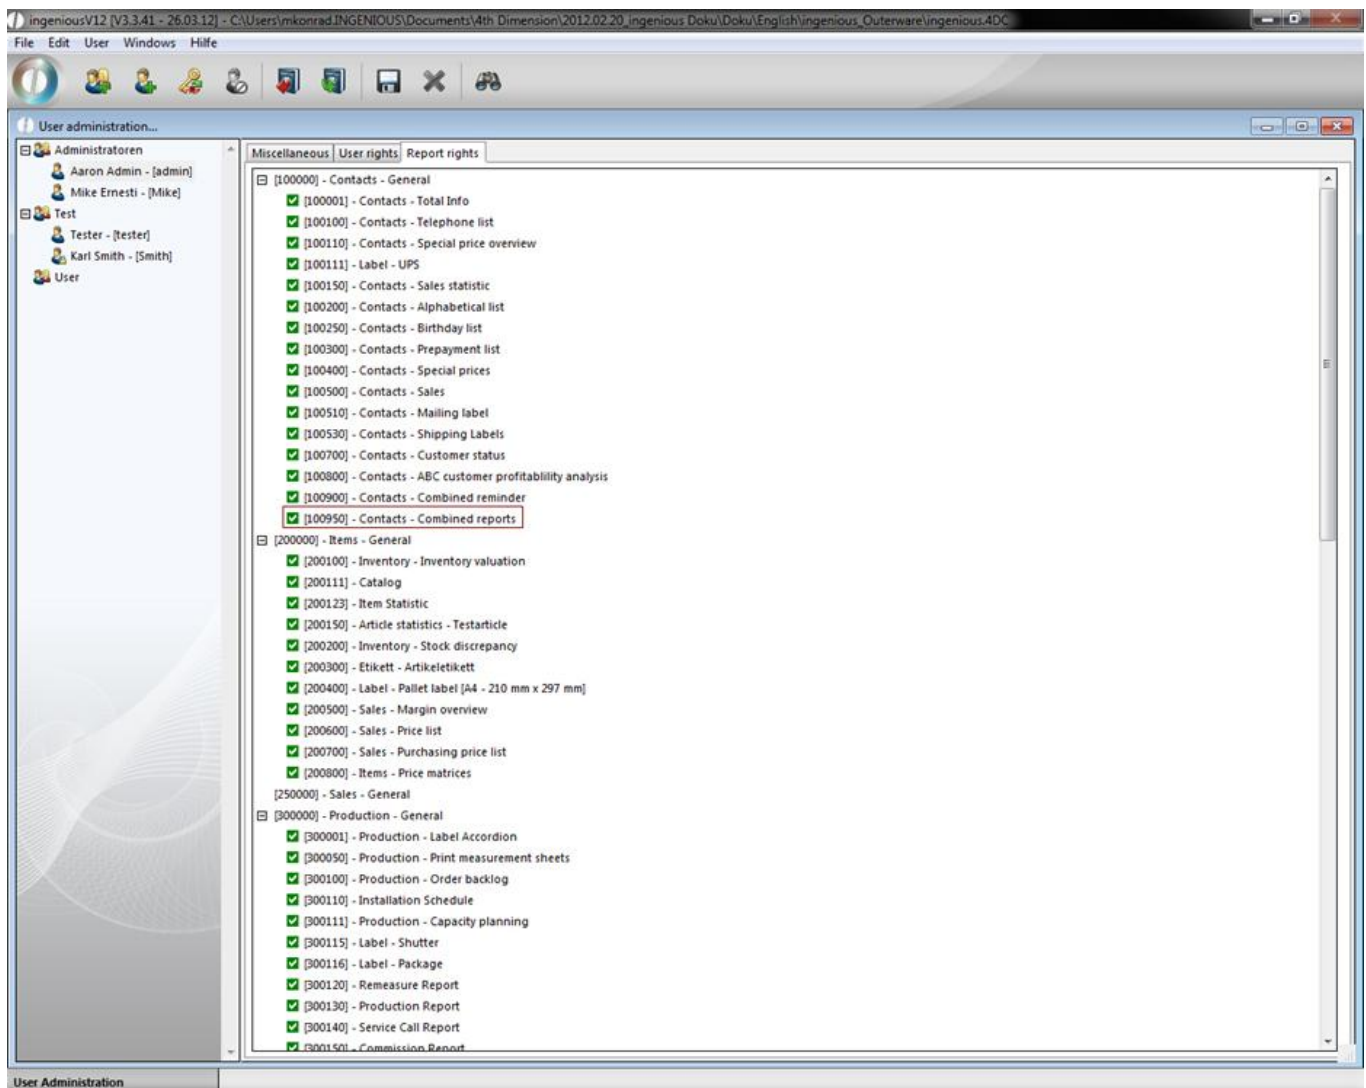 ingeniousV12 [V3.3.41 - 26.03.12] - C:\Users\mkonrad.INGENIOUS\Documents\4th Dimension\2012.02.20_ingenious Doku\Doku\English\ingenious_Outerware\ingenious.4DC
File Edit User Windows Hilfe
User administration...
Administratoren
Aaron Admin - [admin]
Mike Ernesti - [Mike]
Test
Tester - [tester]
Karl Smith - [Smith]
User
Miscellaneous User rights Report rights
[100000] - Contacts - General
[100001] - Contacts - Total Info
[100100] - Contacts - Telephone list
[100110] - Contacts - Special price overview
[100111] - Label - UPS
[100150] - Contacts - Sales statistic
[100200] - Contacts - Alphabetical list
[100250] - Contacts - Birthday list
[100300] - Contacts - Prepayment list
[100400] - Contacts - Special prices
[100500] - Contacts - Sales
[100510] - Contacts - Mailing label
[100530] - Contacts - Shipping Labels
[100700] - Contacts - Customer status
[100800] - Contacts - ABC customer profitablility analysis
[100900] - Contacts - Combined reminder
[100950] - Contacts - Combined reports
[200000] - Items - General
[200100] - Inventory - Inventory valuation
[200111] - Catalog
[200123] - Item Statistic
[200150] - Article statistics - Testarticle
[200200] - Inventory - Stock discrepancy
[200300] - Etikett - Artikeletikett
[200400] - Label - Pallet label [A4 - 210 mm x 297 mm]
[200500] - Sales - Margin overview
[200600] - Sales - Price list
[200700] - Sales - Purchasing price list
[200800] - Items - Price matrices
[250000] - Sales - General
[300000] - Production - General
[300001] - Production - Label Accordion
[300050] - Production - Print measurement sheets
[300100] - Production - Order backlog
[300110] - Installation Schedule
[300111] - Production - Capacity planning
[300115] - Label - Shutter
[300116] - Label - Package
[300120] - Remeasure Report
[300130] - Production Report
[300140] - Service Call Report
[300150] - Commission Report
User Administration